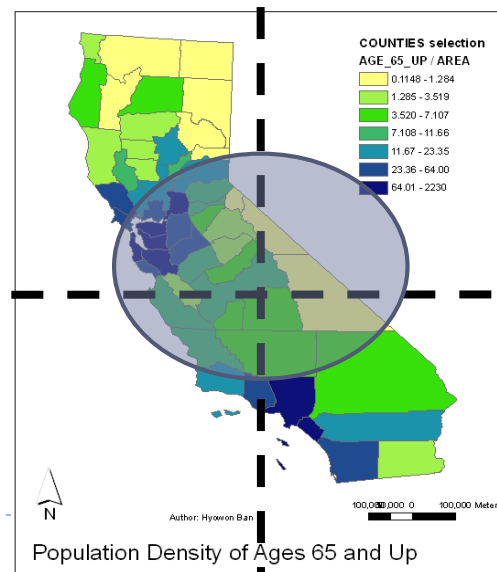 COUNTIES selection
AGE_65_UP / AREA
0.1148 - 1.284
1.285 - 3.519
3.520 - 7.107
7.108 - 11.66
11.67 - 23.35
23.36 - 64.00
64.01 - 2230
N
Author: Hyowon Ban
0
100,000 Meter
Population Density of Ages 65 and Up